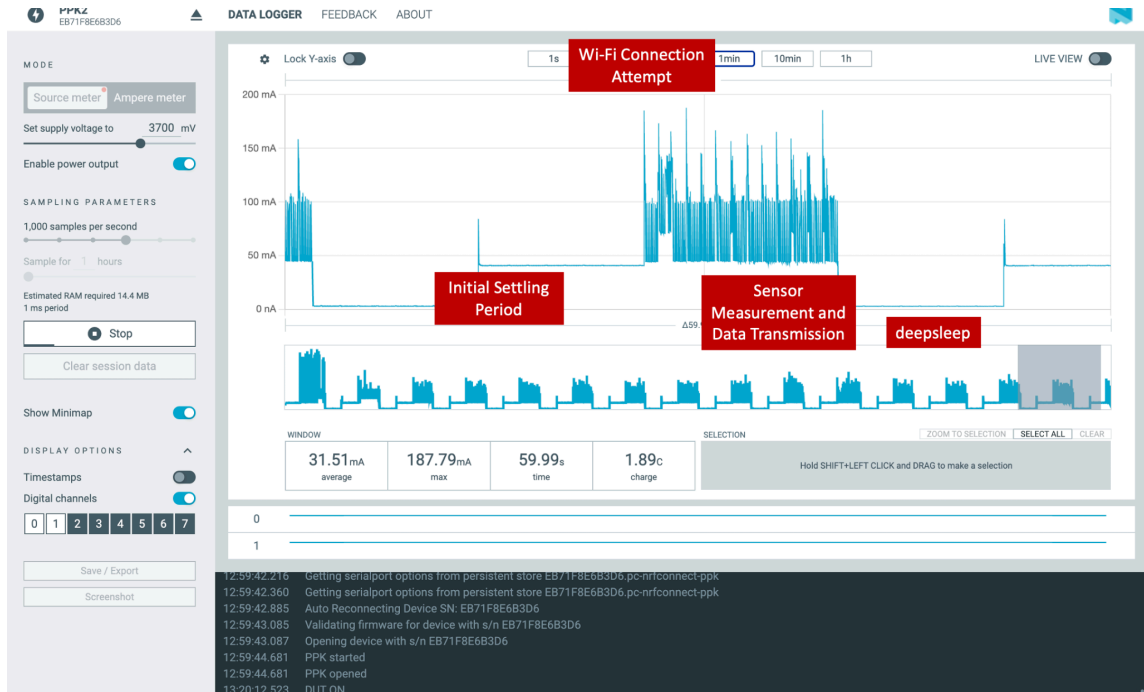 PPK2
EB71F8E6B3D6
DATA LOGGER FEEDBACK ABOUT
MODE
Source meter Ampere meter
Set supply voltage to 3700 mV
Enable power output
SAMPLING PARAMETERS
1,000 samples per second
Sample for 1 hours
Estimated RAM required 14.4 MB
1 ms period
Stop
Clear session data
Show Minimap
DISPLAY OPTIONS
Timestamps
Digital channels
0 1 2 3 4 5 6 7
Save / Export
Screenshot
Lock Y-axis 1s 1min 10min 1h LIVE VIEW
Wi-Fi Connection
Attempt
200 mA
150 mA
100 mA
50 mA
0 nA
Initial Settling
Period
Sensor
Measurement and
Data Transmission
deepsleep
Δ59.
WINDOW
31.51mA 187.79mA 59.99s 1.89c
average max time charge
SELECTION ZOOM TO SELECTION SELECT ALL CLEAR
Hold SHIFT+LEFT CLICK and DRAG to make a selection
0
1
12:59:42.216 Getting serialport options from persistent store EB71F8E6B3D6.pc-nrfconnect-ppk
12:59:42.360 Getting serialport options from persistent store EB71F8E6B3D6.pc-nrfconnect-ppk
12:59:42.885 Auto Reconnecting Device SN: EB71F8E6B3D6
12:59:43.085 Validating firmware for device with s/n EB71F8E6B3D6
12:59:43.087 Opening device with s/n EB71F8E6B3D6
12:59:44.681 PPK started
12:59:44.681 PPK opened
13:20:12.523 DUT ON